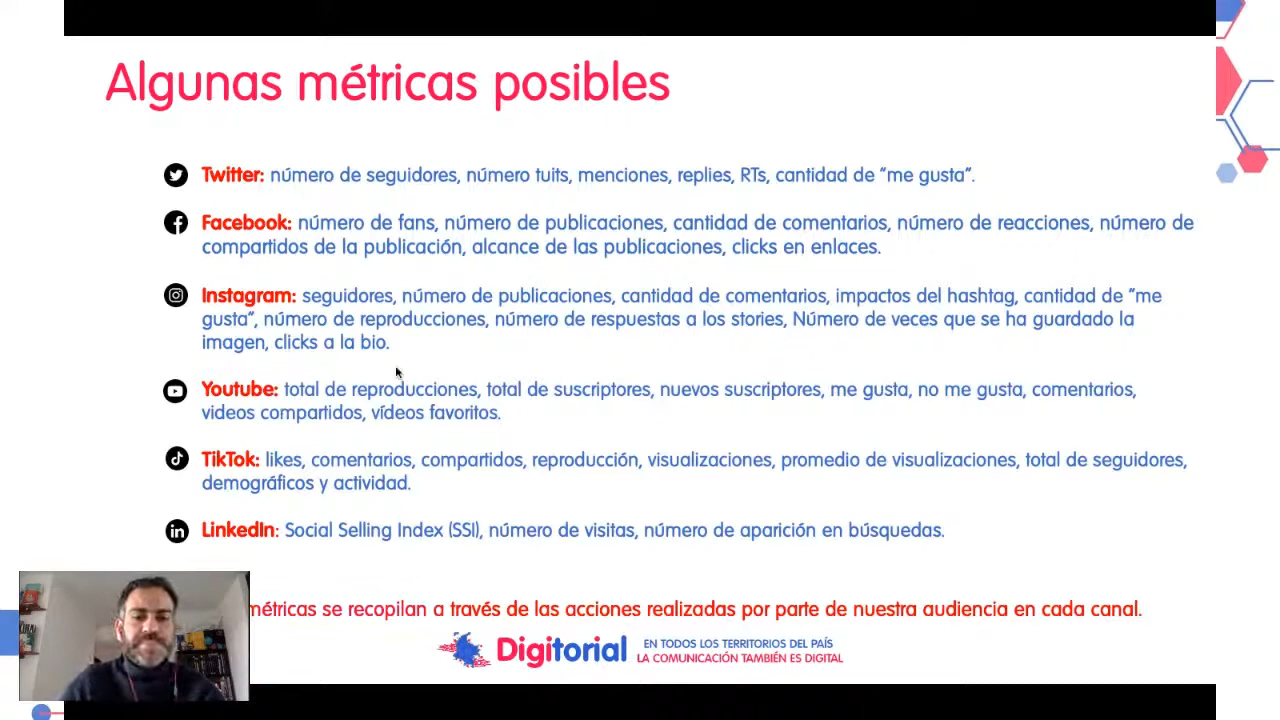 Algunas métricas posibles
Twitter: número de seguidores, número tuits, menciones, replies, RTs, cantidad de “me gusta”.
Facebook: número de fans, número de publicaciones, cantidad de comentarios, número de reacciones, número de
compartidos de la publicación, alcance de las publicaciones, clicks en enlaces.
Instagram: seguidores, número de publicaciones, cantidad de comentarios, impactos del hashtag, cantidad de “me
gusta”, número de reproducciones, número de respuestas a los stories, Número de veces que se ha guardado la
imagen, clicks a la bio.
Youtube: total de reproducciones, total de suscriptores, nuevos suscriptores, me gusta, no me gusta, comentarios,
videos compartidos, vídeos favoritos.
TikTok: likes, comentarios, compartidos, reproducción, visualizaciones, promedio de visualizaciones, total de seguidores,
demográficos y actividad.
LinkedIn: Social Selling Index (SSI), número de visitas, número de aparición en búsquedas.
métricas se recopilan a través de las acciones realizadas por parte de nuestra audiencia en cada canal.
Digitorial
EN TODOS LOS TERRITORIOS DEL PAÍS
LA COMUNICACIÓN TAMBIÉN ES DIGITAL